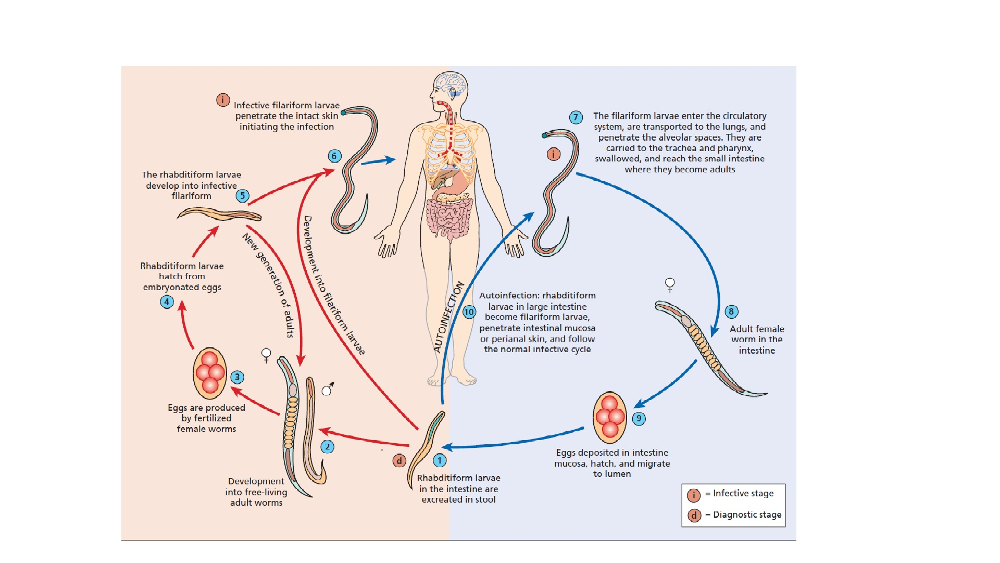 i
Infective filariform larvae
penetrate the intact skin
initiating the infection
6
The rhabditiform larvae
develop into infective
filariform
5
New generation of adults
Development into filariform larvae
Rhabditiform larvae
hatch from
embryonated eggs
4
3
Eggs are produced
by fertilized
female worms
2
Development
into free-living
adult worms
d
1
Rhabditiform larvae
in the intestine are
excreated in stool
AUTOINFECTION
10
Autoinfection: rhabditiform
larvae in large intestine
become filariform larvae,
penetrate intestinal mucosa
or perianal skin, and follow
the normal infective cycle
7
i
The filariform larvae enter the circulatory
system, are transported to the lungs, and
penetrate the alveolar spaces. They are
carried to the trachea and pharynx,
swallowed, and reach the small intestine
where they become adults
8
Adult female
worm in the
intestine
9
Eggs deposited in intestine
mucosa, hatch, and migrate
to lumen
i = Infective stage
d = Diagnostic stage